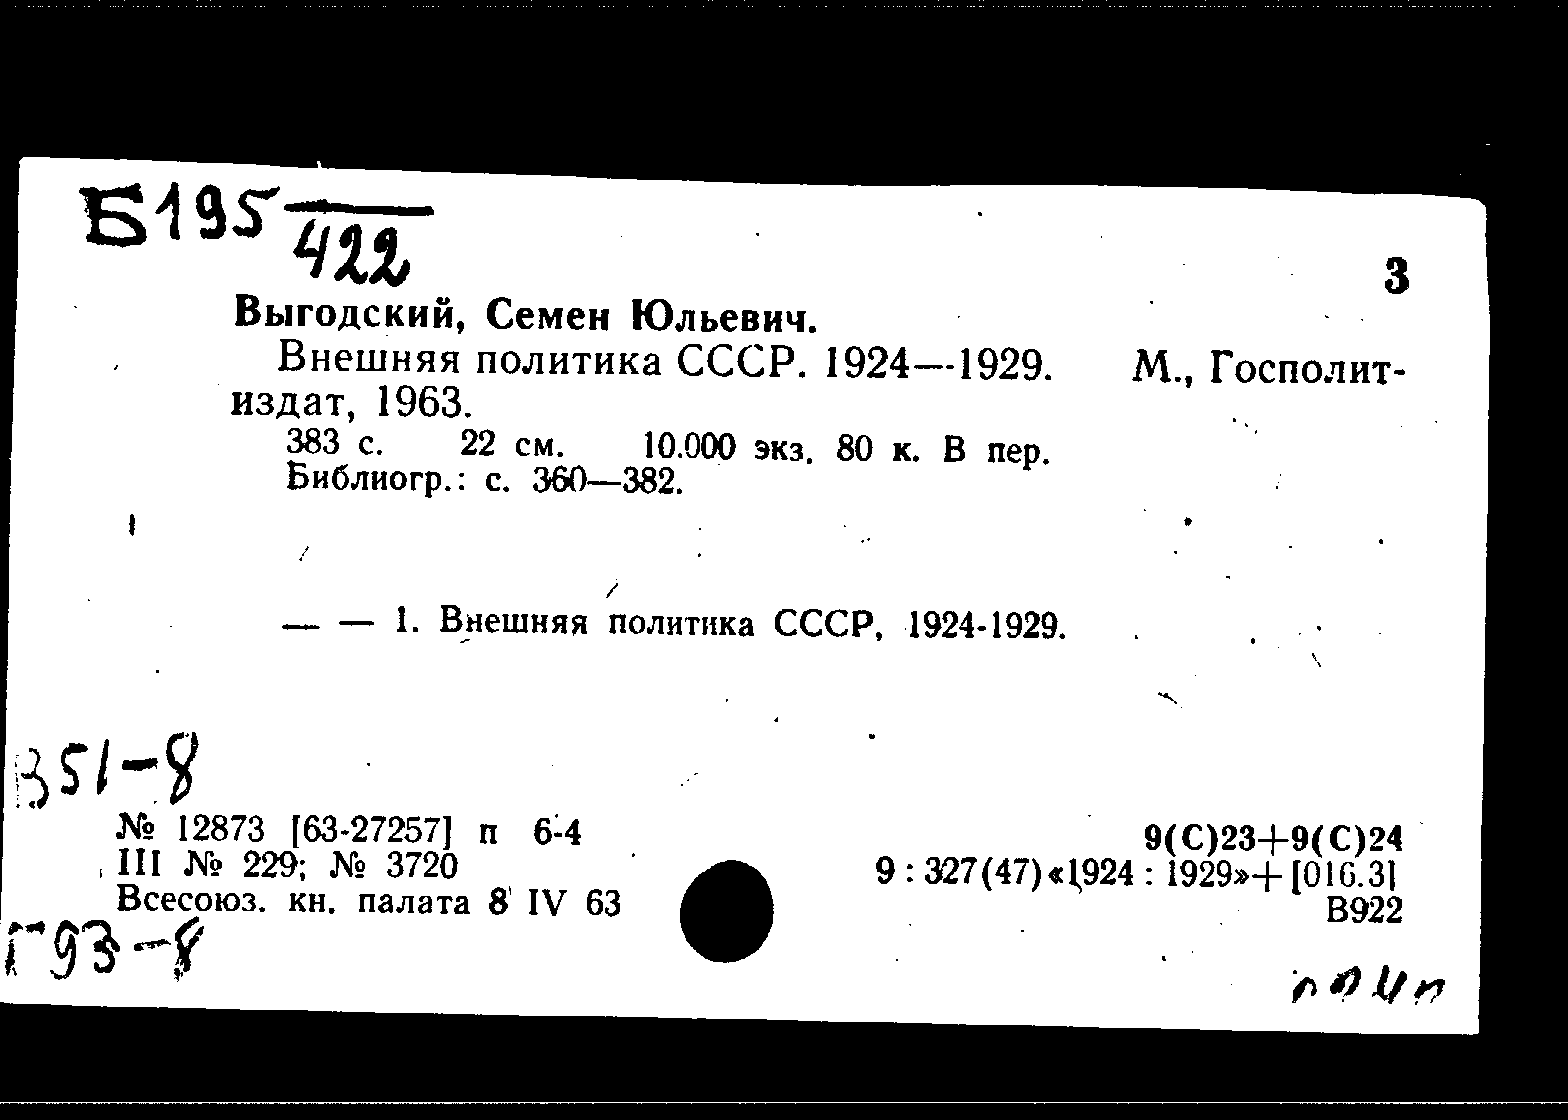 Б195
422
3
Выгодский, Семен Юльевич.
Внешняя политика СССР. 1924—1929. М., Госполит-
издат, 1963.
383 с. 22 см. 10.000 экз. 80 к. В пер.
Библиогр.: с. 360—382.
— — 1. Внешняя политика СССР, 1924-1929.
В51-8
№ 12873 [63-27257] п 6-4
III № 229; № 3720
Всесоюз. кн. палата 8 IV 63
9(С)23+9(С)24
9 : 327(47)«1924 : 1929»+[016.3]
В922
Г93-8